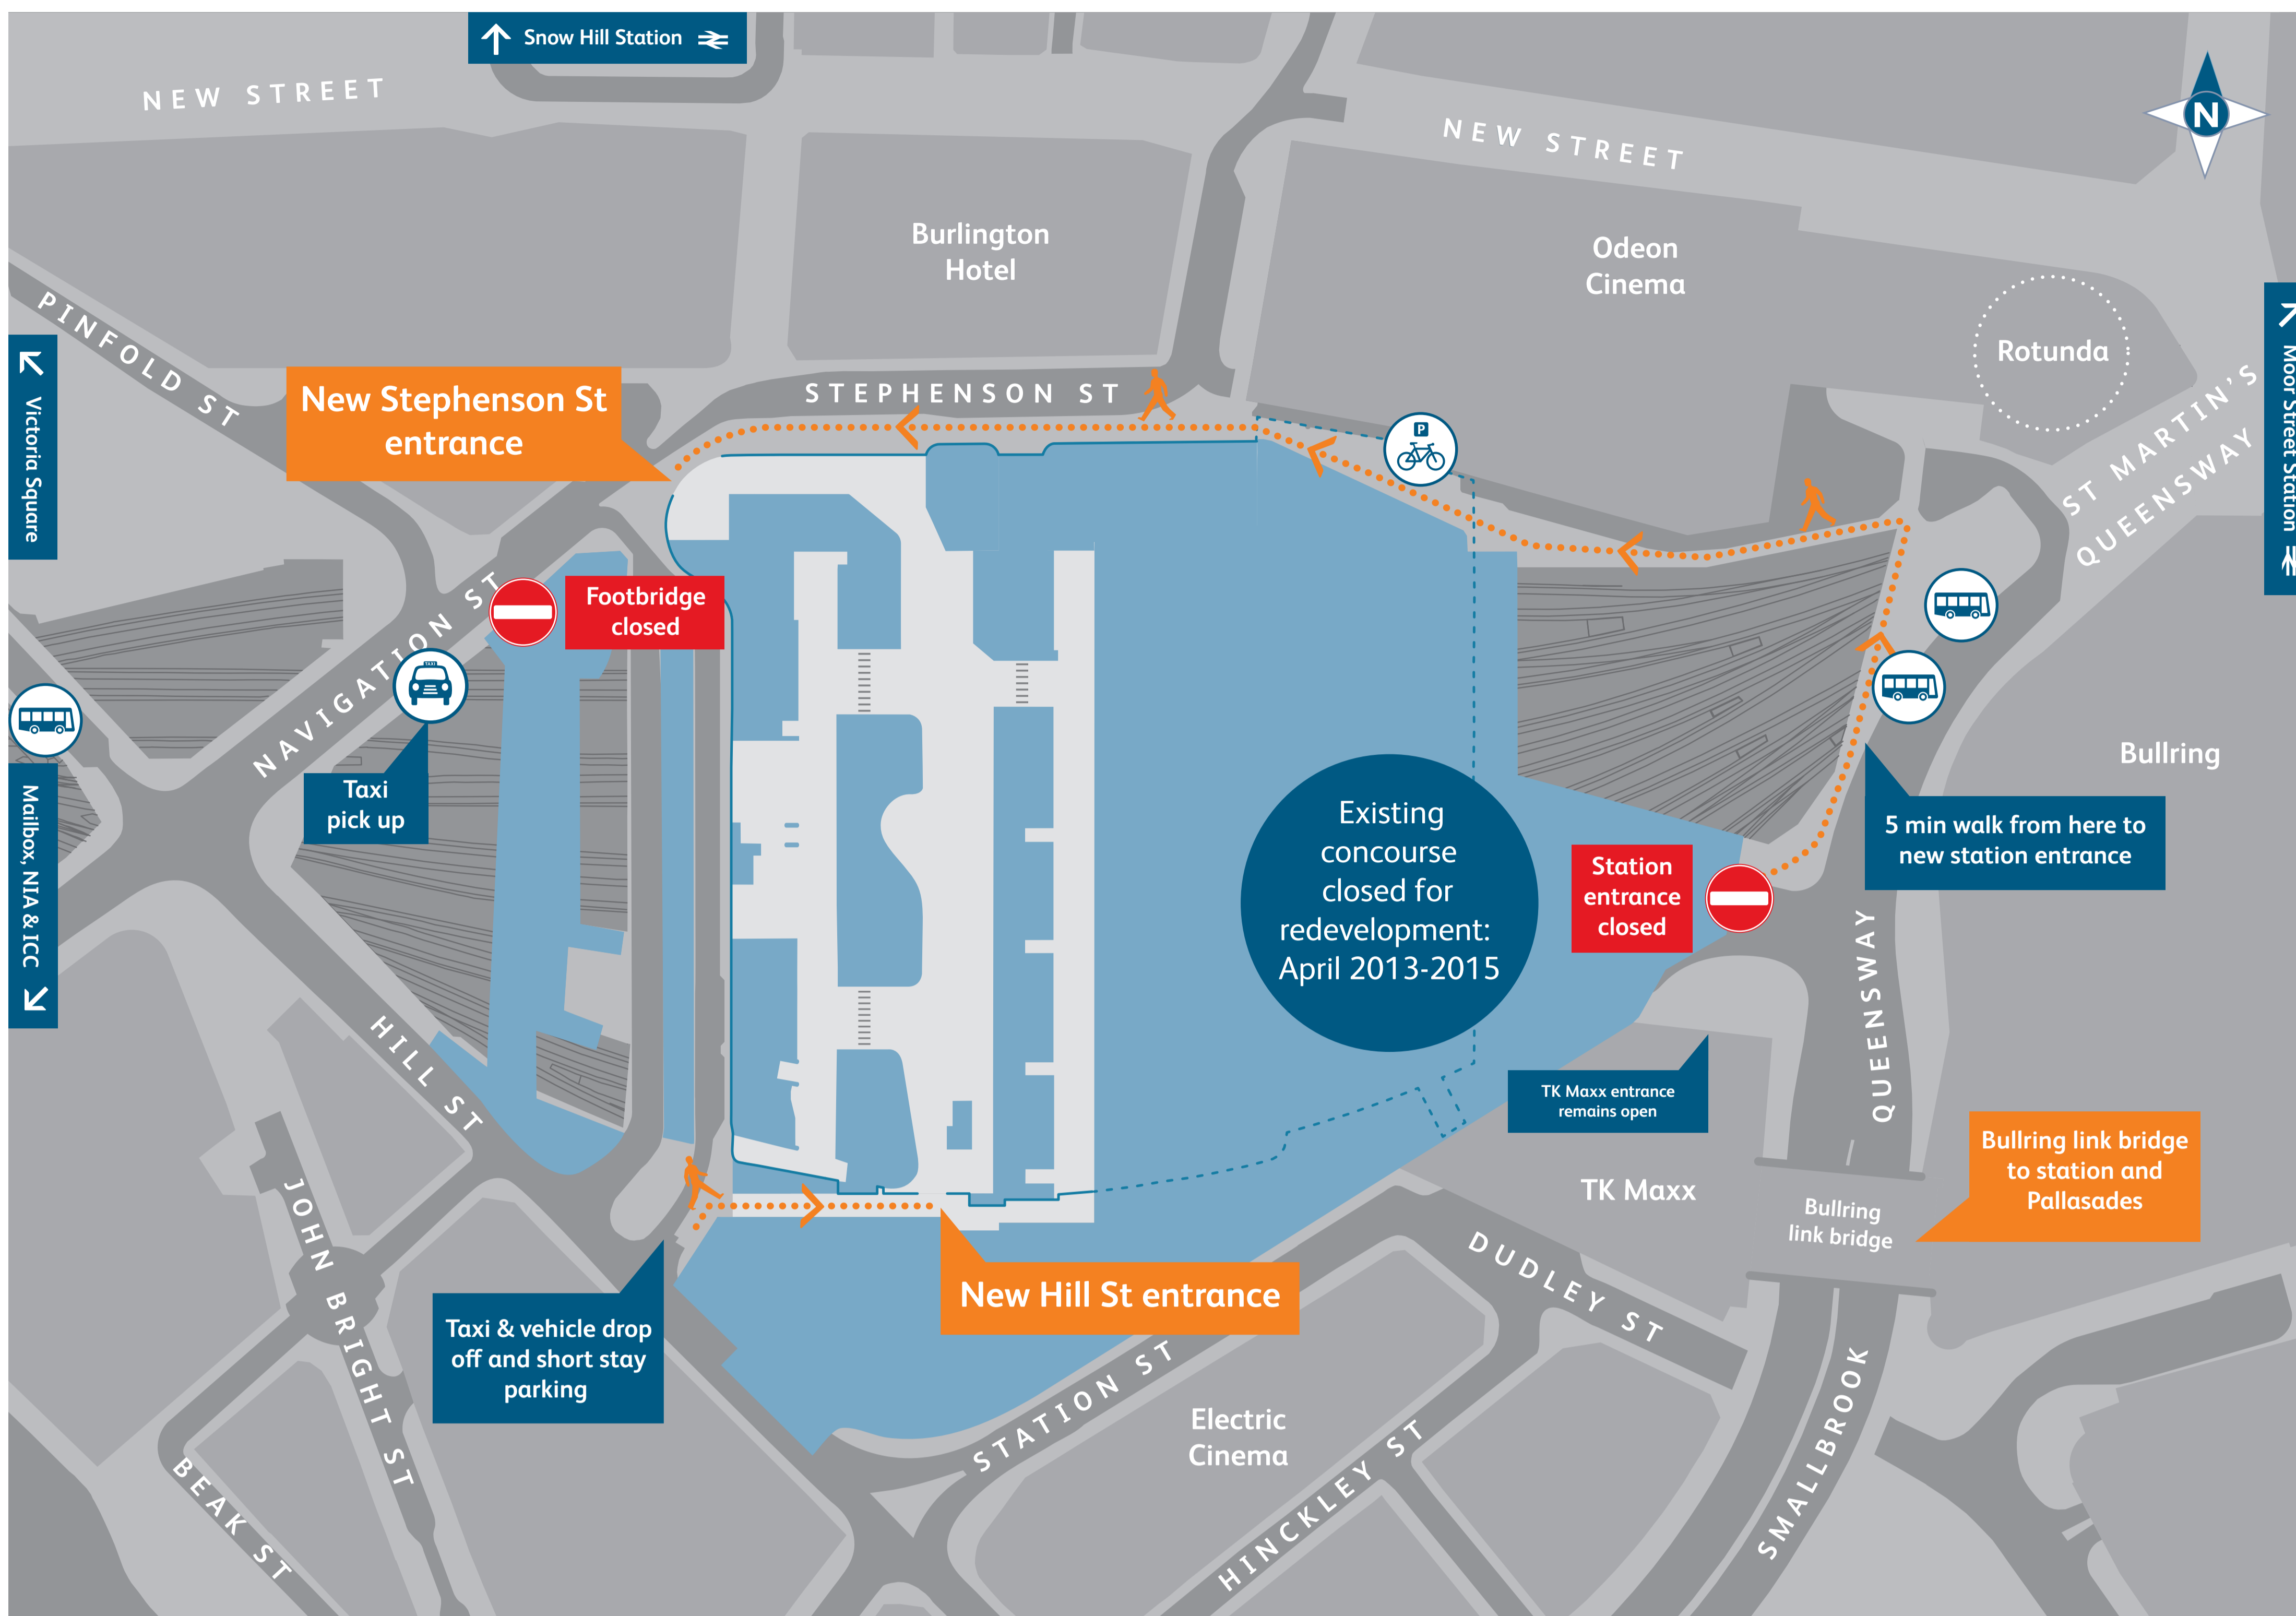 Snow Hill Station
NEW STREET
NEW STREET
N
Burlington
Hotel
Odeon
Cinema
Rotunda
PINFOLD ST
Victoria Square
New Stephenson St
entrance
STEPHENSON ST
P
ST MARTIN'S
QUEENSWAY
Moor Street Station
Footbridge
closed
NAVIGATION ST
TAXI
Taxi
pick up
Mailbox, NIA & ICC
Bullring
5 min walk from here to
new station entrance
Existing
concourse
closed for
redevelopment:
April 2013-2015
Station
entrance
closed
QUEENSWAY
HILL ST
TK Maxx entrance
remains open
Bullring link bridge
to station and
Pallasades
TK Maxx
Bullring
link bridge
JOHN BRIGHT ST
DUDLEY ST
New Hill St entrance
Taxi & vehicle drop
off and short stay
parking
STATION ST
Electric
Cinema
SMALLBROOK
HINCKLEY ST
BEAK ST